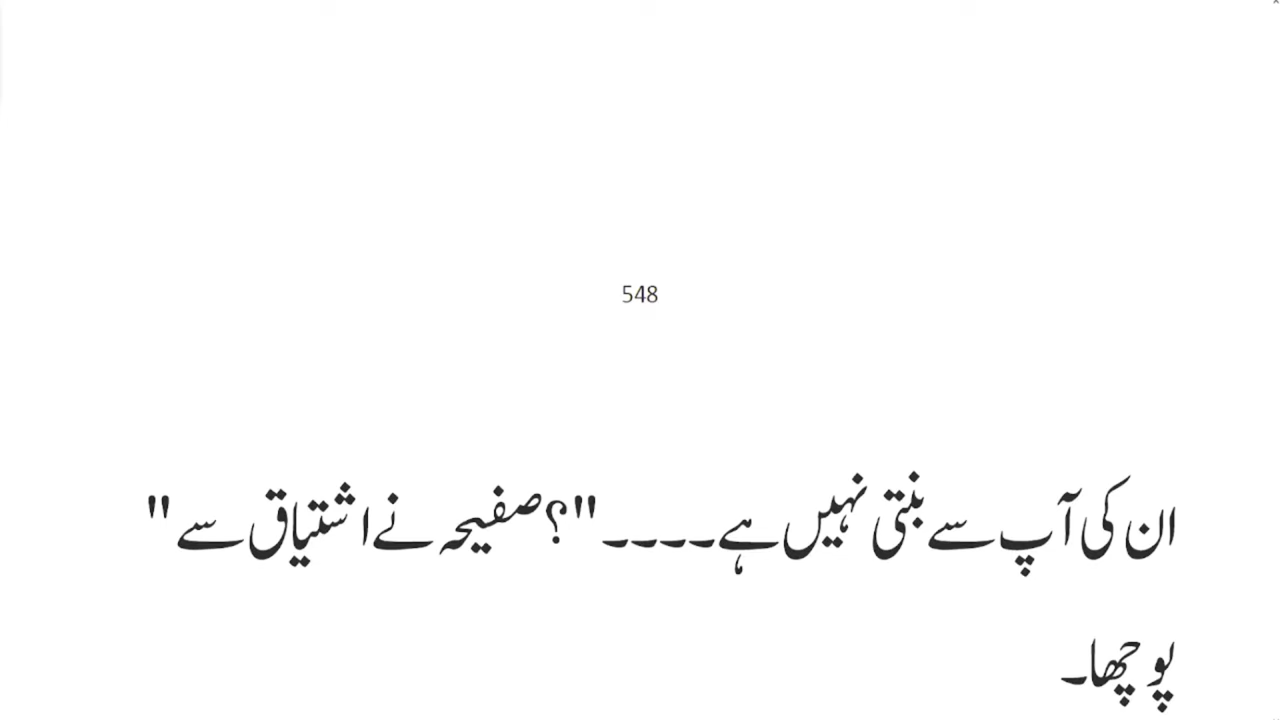 548
ان کی آپ سے بنتی نہیں ہے۔۔۔۔"؟ صفیحہ نے اشتیاق سے "
پوچھا۔